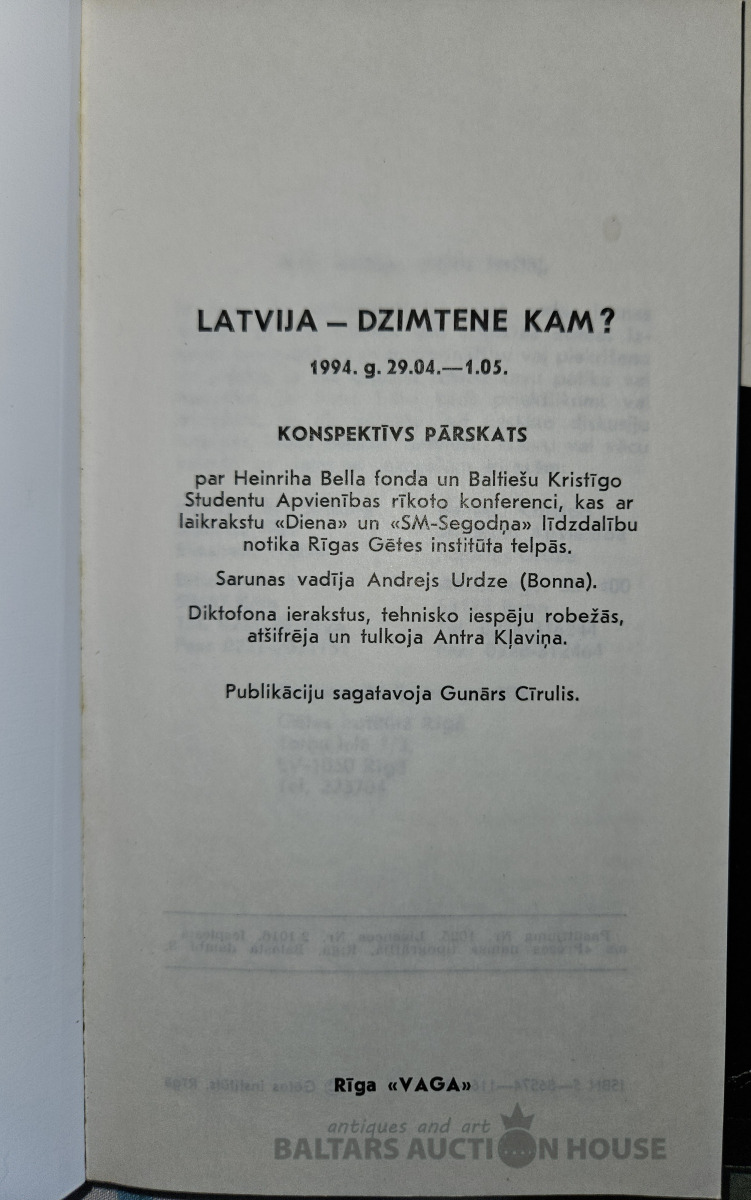 LATVIJA — DZIMTENE KAM?
1994. g. 29.04.—1.05.
KONSPEKTĪVS PĀRSKATS
par Heinriha Bella fonda un Baltiešu Kristīgo
Studentu Apvienības rīkoto konferenci, kas ar
laikrakstu «Diena» un «SM-Segodņa» līdzdalību
notika Rīgas Gētes institūta telpās.
Sarunas vadīja Andrejs Urdze (Bonna).
Diktofona ierakstus, tehnisko iespēju robežās,
atšifrēja un tulkoja Antra Kļaviņa.
Publikāciju sagatavoja Gunārs Cīrulis.
Rīga «VAGA»
antiques and art
BALTARS AUCTION HOUSE